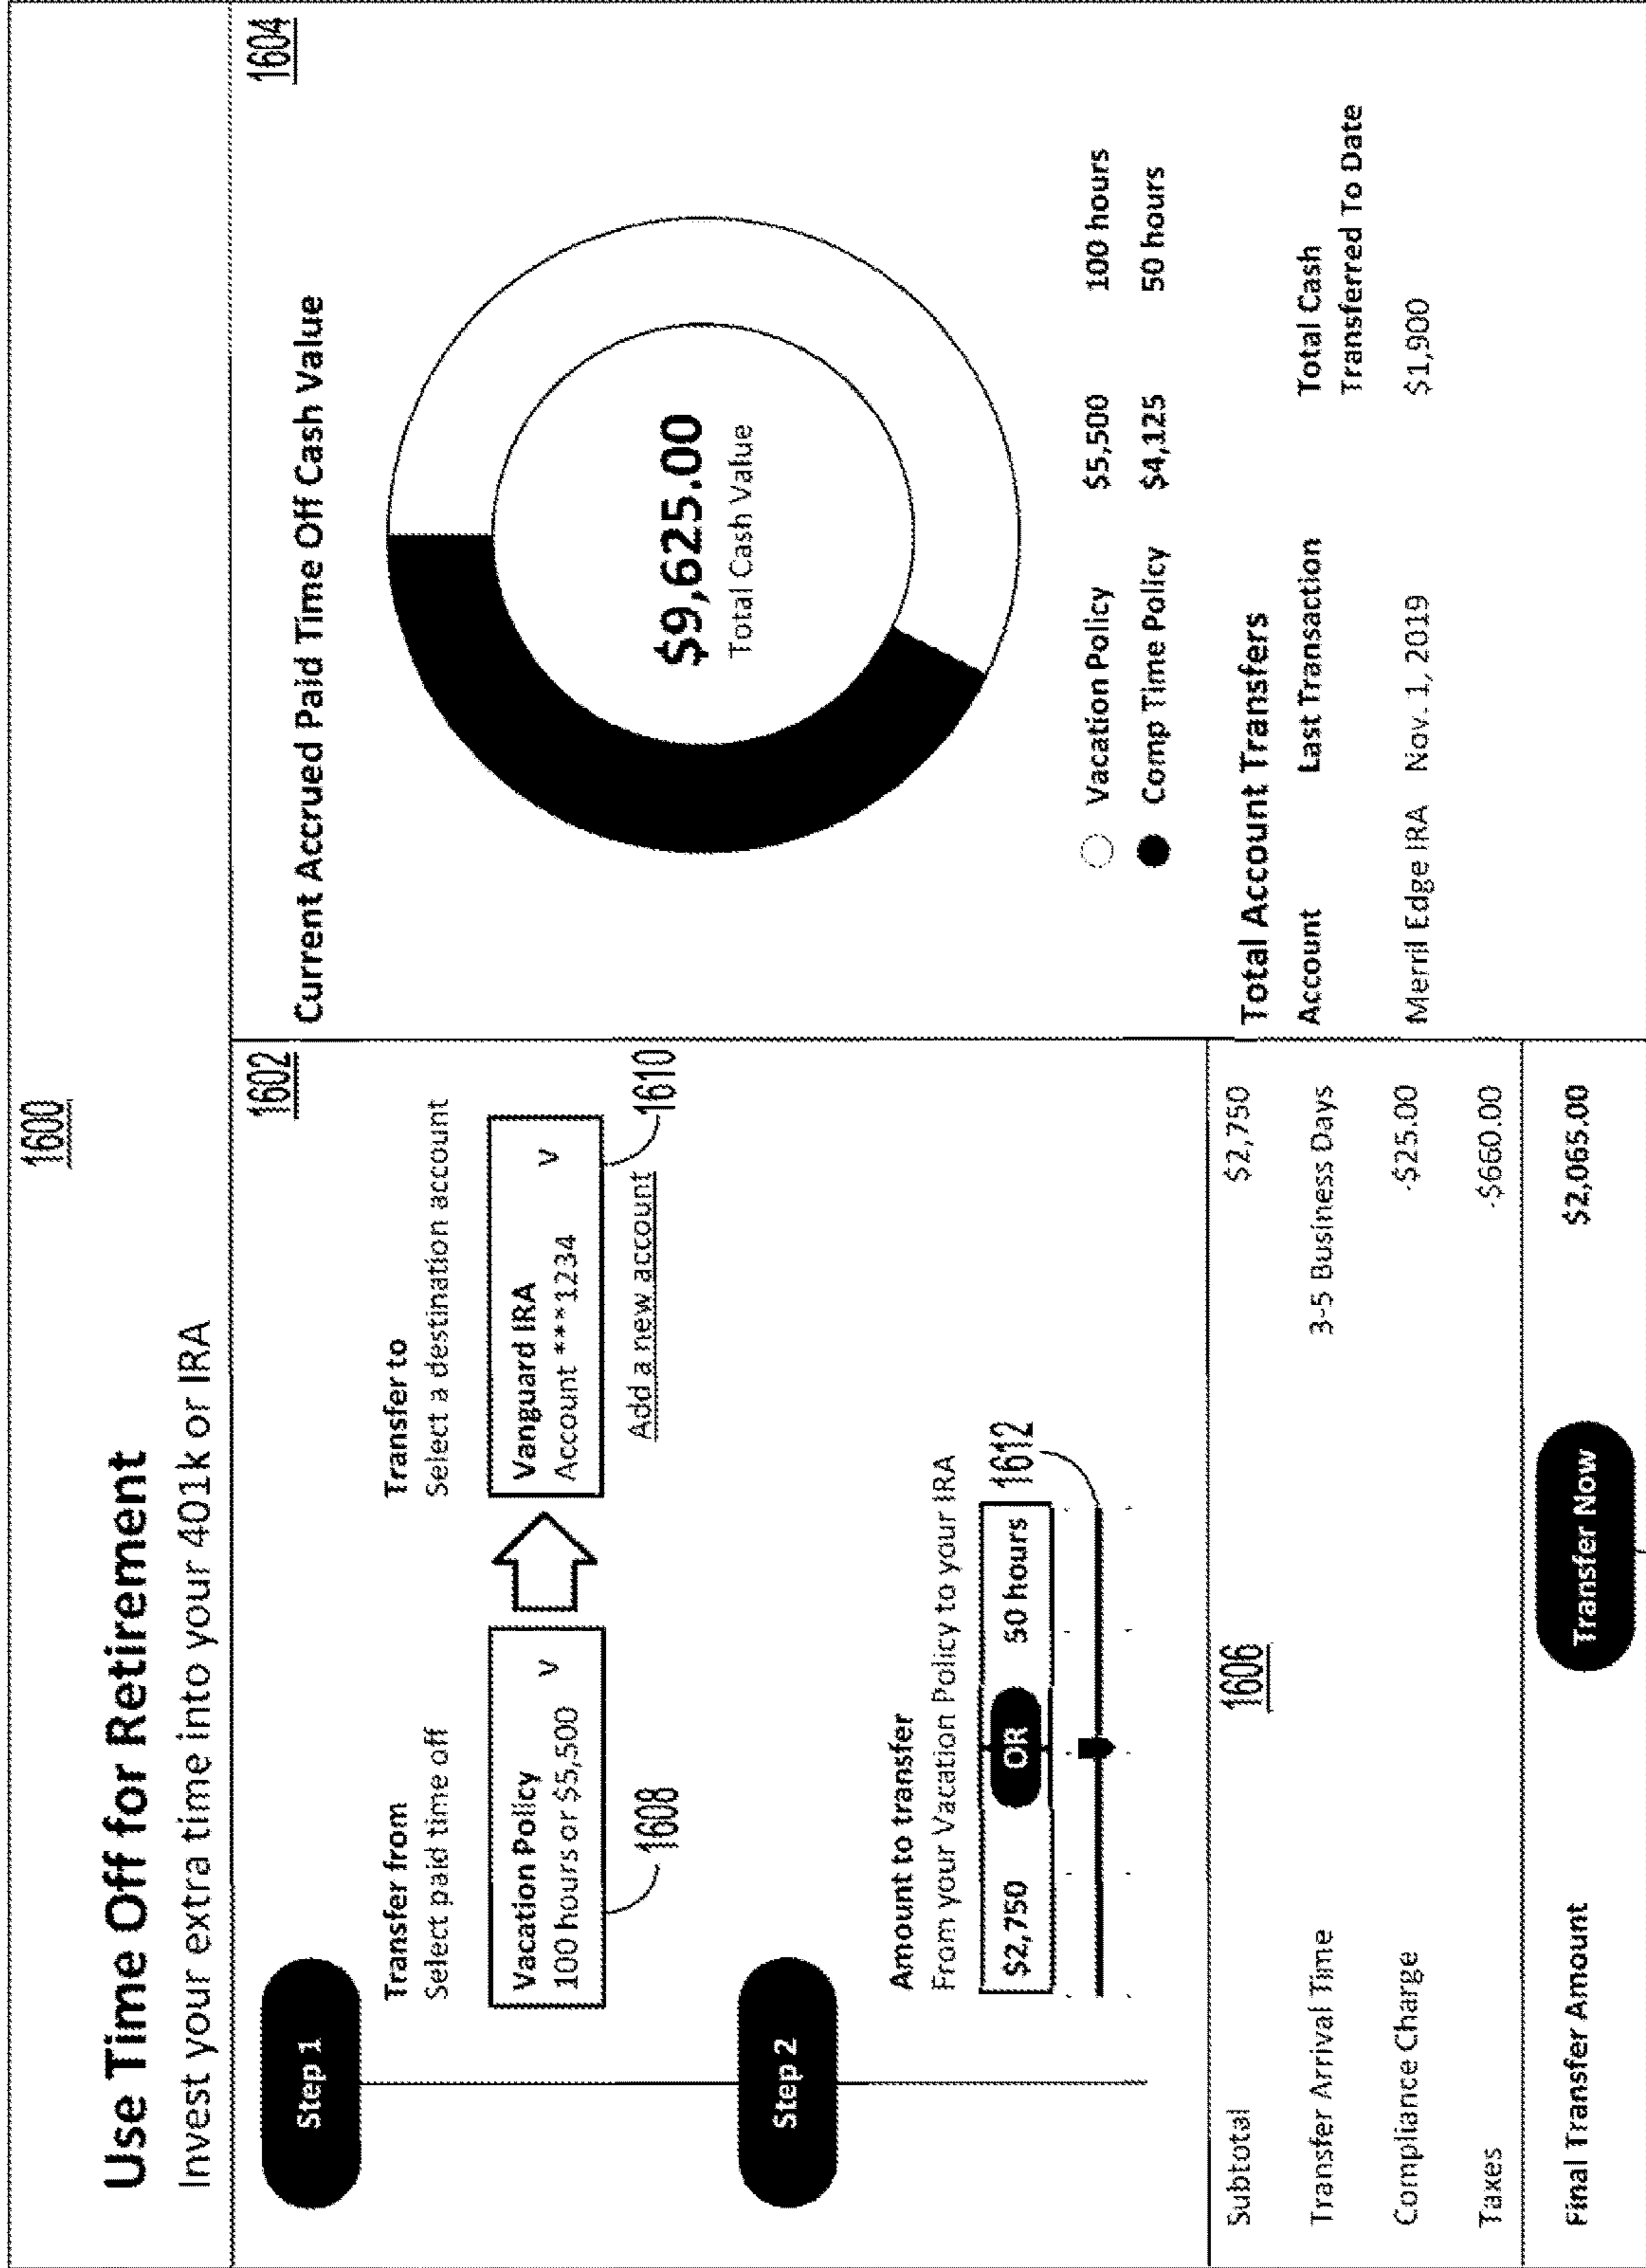 1600
Use Time Off for Retirement
Invest your extra time into your 401k or IRA
1602
Step 1
Transfer from
Select paid time off
Vacation Policy
100 hours or $5,500
V
1608
Transfer to
Select a destination account
Vanguard IRA
Account ***1234
V
1610
Add a new account
Step 2
Amount to transfer
From your Vacation Policy to your IRA
$2,750 OR 50 hours
1612
1606
Subtotal $2,750
Transfer Arrival Time 3-5 Business Days
Compliance Charge -$25.00
Taxes -$660.00
Final Transfer Amount Transfer Now $2,065.00
1604
Current Accrued Paid Time Off Cash Value
$9,625.00
Total Cash Value
Vacation Policy $5,500 100 hours
Comp Time Policy $4,125 50 hours
Total Account Transfers
Account Last Transaction Total Cash
Transferred To Date
Merril Edge IRA Nov. 1, 2019 $1,900